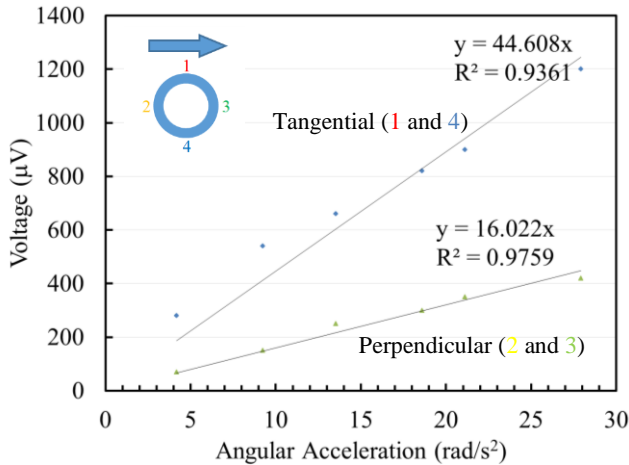 1400
1200
1000
800
600
400
200
0
Voltage (μV)
1
2
3
4
y = 44.608x
R² = 0.9361
Tangential (1 and 4)
y = 16.022x
R² = 0.9759
Perpendicular (2 and 3)
0 5 10 15 20 25 30
Angular Acceleration (rad/s²)